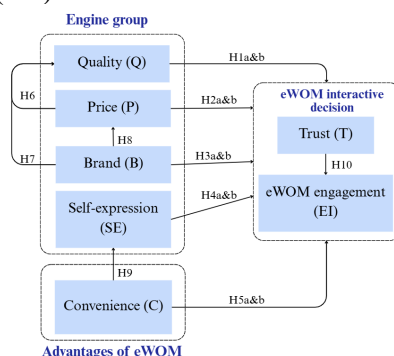 Engine group
Quality (Q)
H1a&b
eWOM interactive
decision
H6
Price (P)
H2a&b
Trust (T)
H8
H7
Brand (B)
H3a&b
H10
Self-expression
(SE)
H4a&b
eWOM engagement
(EI)
H9
Convenience (C)
H5a&b
Advantages of eWOM